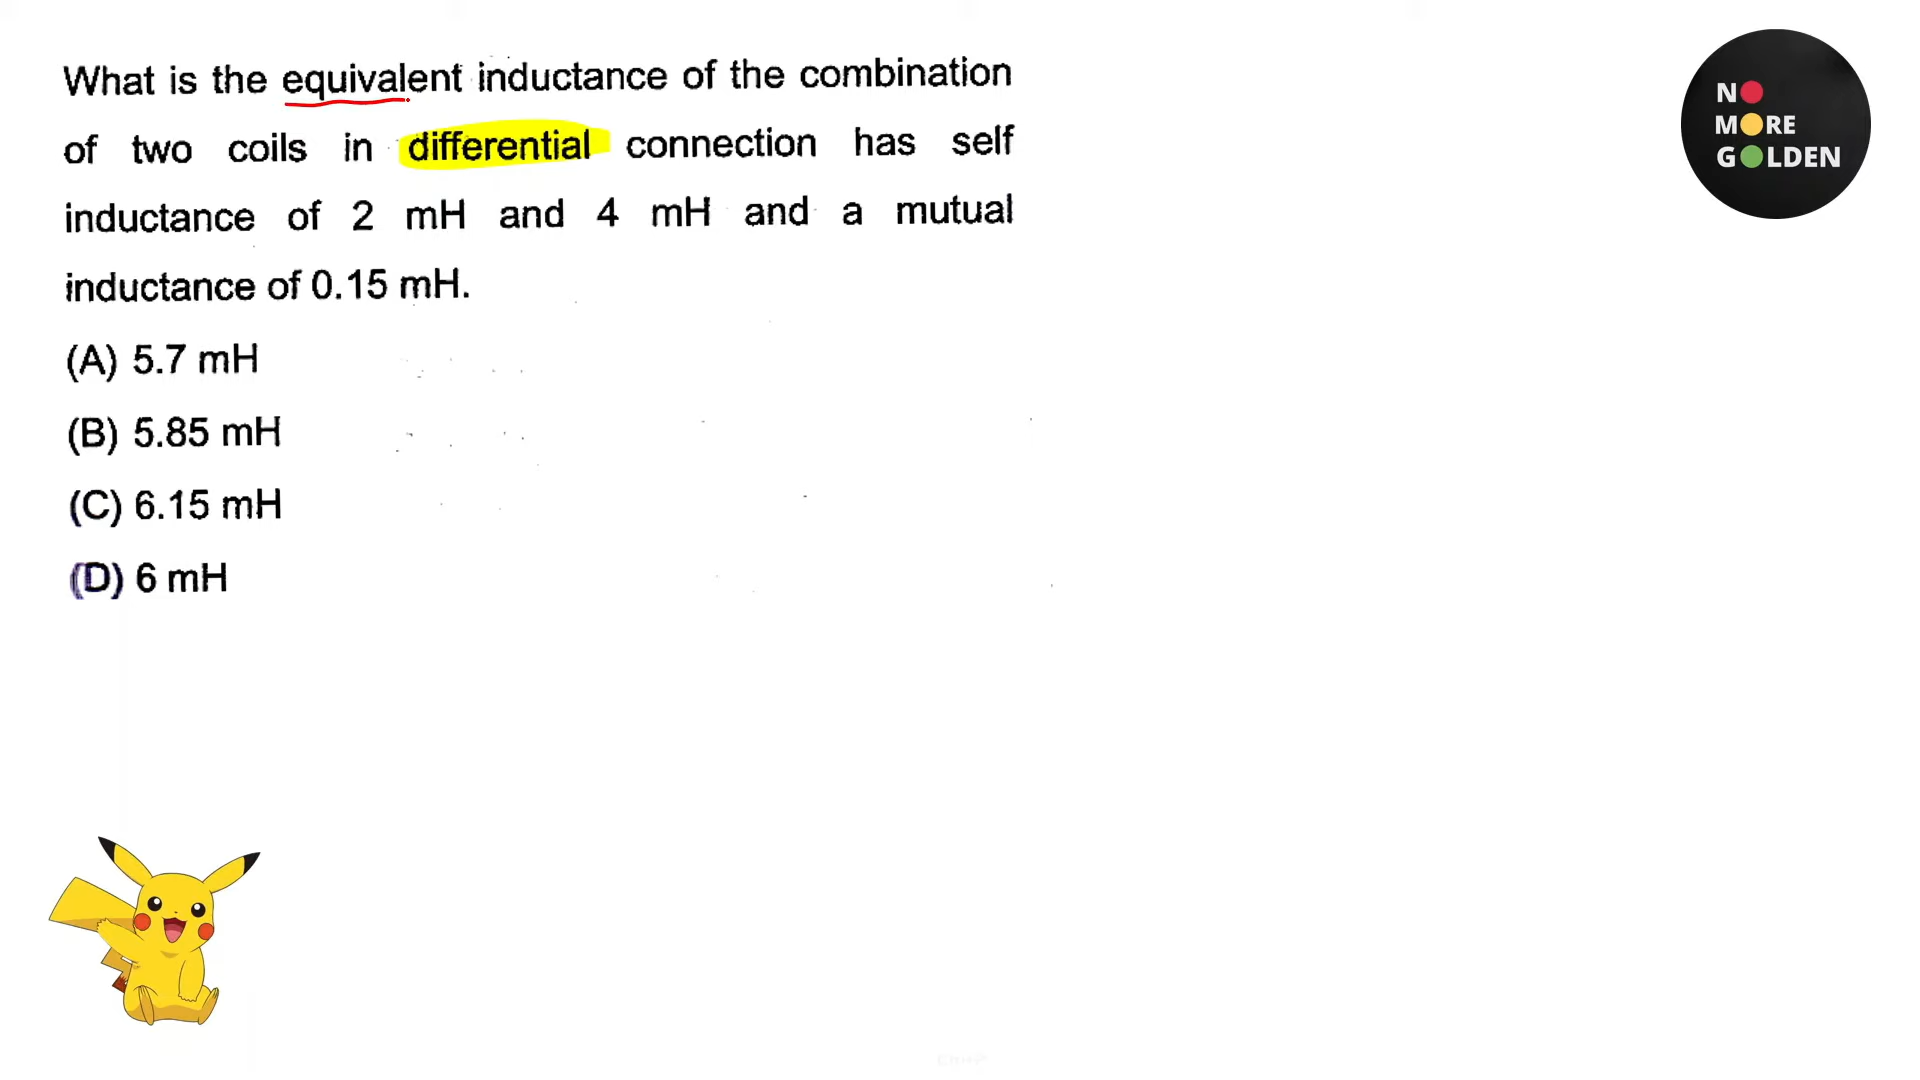 What is the equivalent inductance of the combination
of two coils in differential connection has self
inductance of 2 mH and 4 mH and a mutual
inductance of 0.15 mH.
(A) 5.7 mH
(B) 5.85 mH
(C) 6.15 mH
(D) 6 mH
NO
MORE
GOLDEN